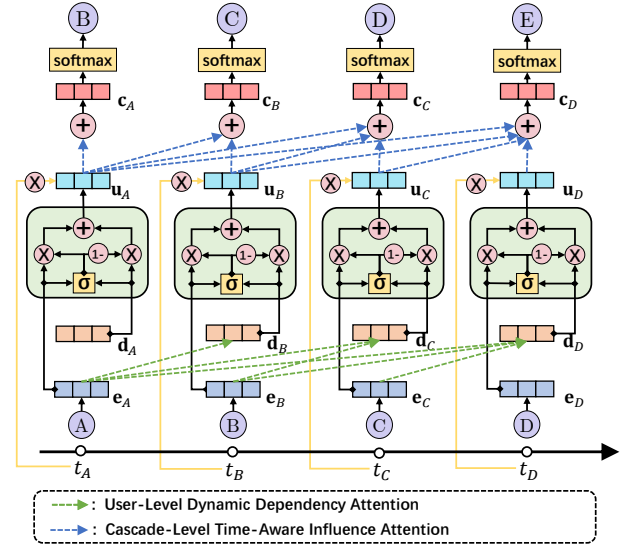 B C D E
softmax softmax softmax softmax
c_A c_B c_C c_D
+ + + +
X X X X
u_A u_B u_C u_D
+ + + +
X 1- X X 1- X X 1- X X 1- X
σ σ σ σ
d_A d_B d_C d_D
e_A e_B e_C e_D
A B C D
t_A t_B t_C t_D
: User-Level Dynamic Dependency Attention
: Cascade-Level Time-Aware Influence Attention